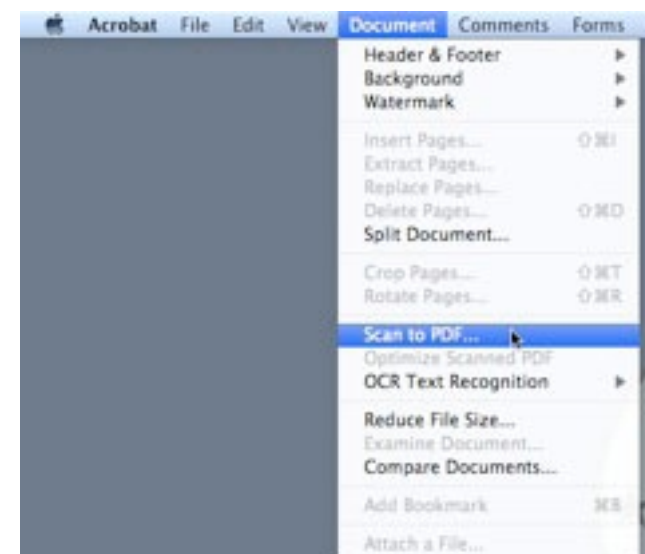 Acrobat File Edit View Document Comments Forms
Header & Footer
Background
Watermark
Insert Pages... ⇧⌘I
Extract Pages...
Replace Pages...
Delete Pages... ⇧⌘D
Split Document...
Crop Pages... ⇧⌘T
Rotate Pages... ⇧⌘R
Scan to PDF...
Optimize Scanned PDF
OCR Text Recognition
Reduce File Size...
Examine Document...
Compare Documents...
Add Bookmark ⌘B
Attach a File...